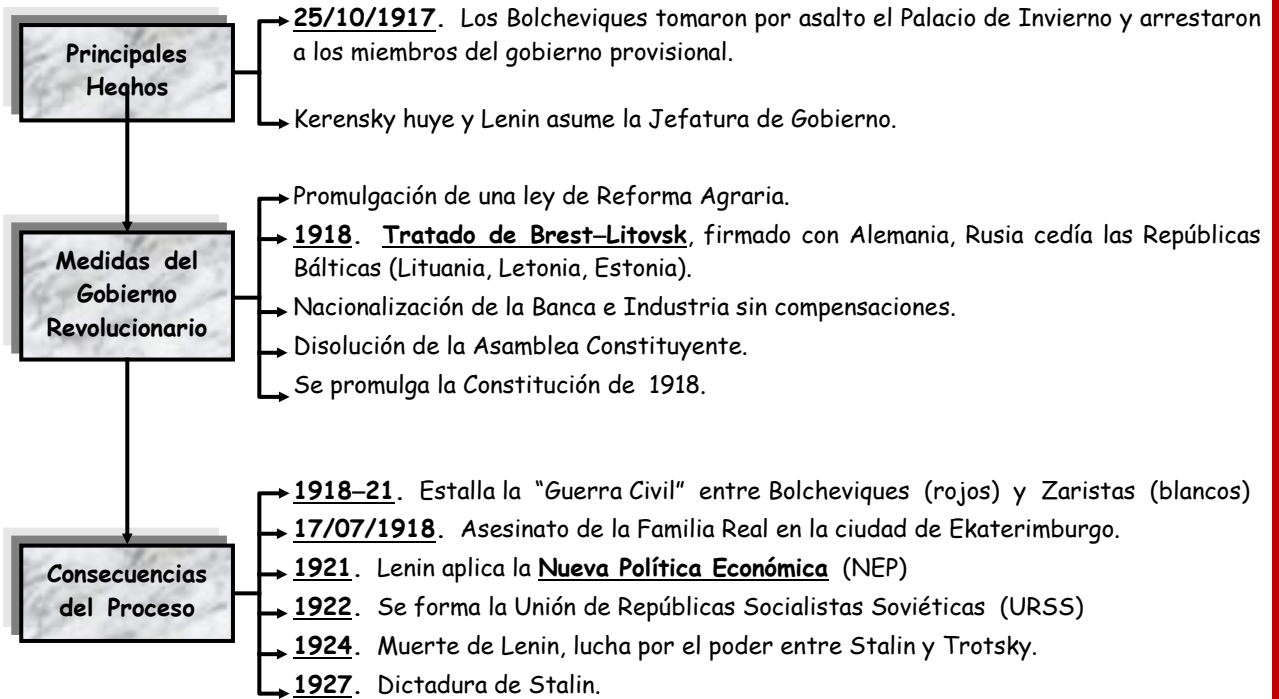 Principales
Hechos
25/10/1917. Los Bolcheviques tomaron por asalto el Palacio de Invierno y arrestaron
a los miembros del gobierno provisional.
Kerensky huye y Lenin asume la Jefatura de Gobierno.
Medidas del
Gobierno
Revolucionario
Promulgación de una ley de Reforma Agraria.
1918. Tratado de Brest–Litovsk, firmado con Alemania, Rusia cedía las Repúblicas
Bálticas (Lituania, Letonia, Estonia).
Nacionalización de la Banca e Industria sin compensaciones.
Disolución de la Asamblea Constituyente.
Se promulga la Constitución de 1918.
Consecuencias
del Proceso
1918–21. Estalla la “Guerra Civil” entre Bolcheviques (rojos) y Zaristas (blancos)
17/07/1918. Asesinato de la Familia Real en la ciudad de Ekaterimburgo.
1921. Lenin aplica la Nueva Política Económica (NEP)
1922. Se forma la Unión de Repúblicas Socialistas Soviéticas (URSS)
1924. Muerte de Lenin, lucha por el poder entre Stalin y Trotsky.
1927. Dictadura de Stalin.